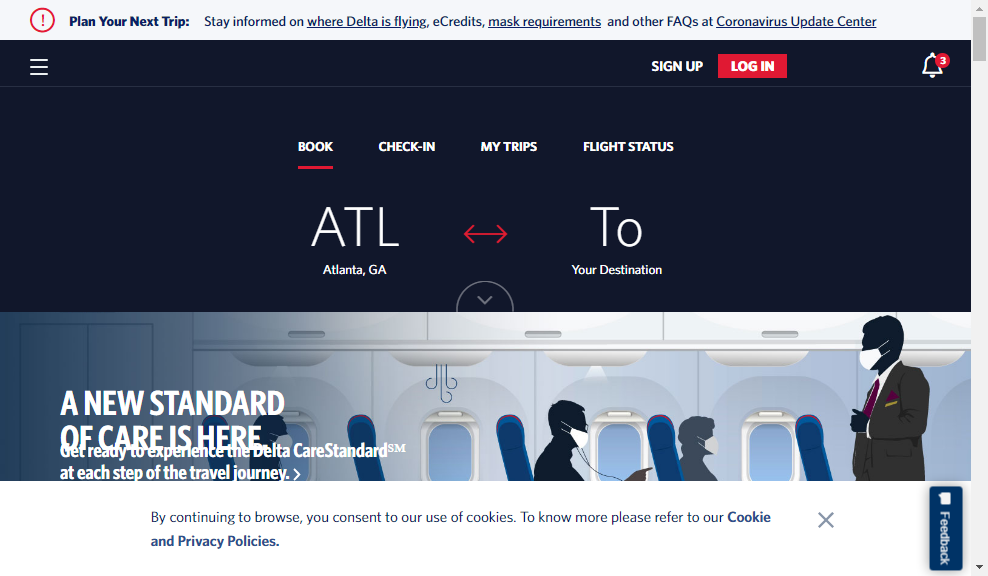 Plan Your Next Trip: Stay informed on where Delta is flying, eCredits, mask requirements and other FAQs at Coronavirus Update Center
SIGN UP LOG IN 3
BOOK CHECK-IN MY TRIPS FLIGHT STATUS
ATL To
Atlanta, GA Your Destination
A NEW STANDARD
OF CARE IS HERE
Get ready to experience the Delta CareStandard℠
at each step of the travel journey.
By continuing to browse, you consent to our use of cookies. To know more please refer to our Cookie
and Privacy Policies.
Feedback